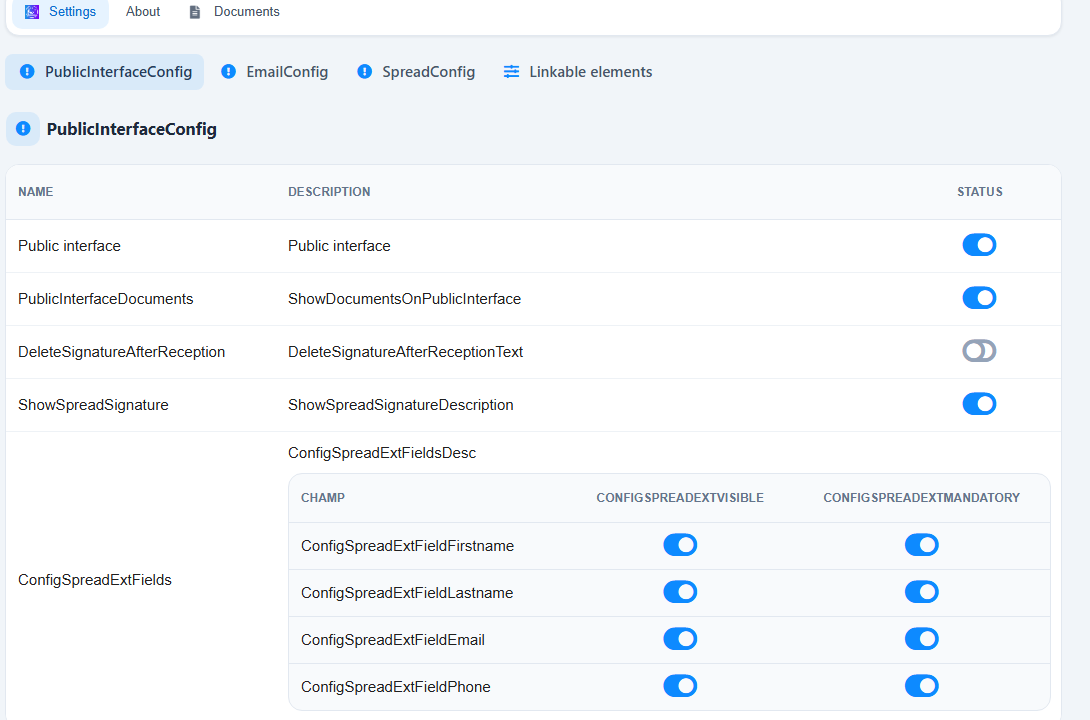 Settings About Documents
PublicInterfaceConfig EmailConfig SpreadConfig Linkable elements
PublicInterfaceConfig
NAME DESCRIPTION STATUS
Public interface Public interface
PublicInterfaceDocuments ShowDocumentsOnPublicInterface
DeleteSignatureAfterReception DeleteSignatureAfterReceptionText
ShowSpreadSignature ShowSpreadSignatureDescription
ConfigSpreadExtFieldsDesc
CHAMP CONFIGSPREADEXTVISIBLE CONFIGSPREADEXTMANDATORY
ConfigSpreadExtFieldFirstname
ConfigSpreadExtFields
ConfigSpreadExtFieldLastname
ConfigSpreadExtFieldEmail
ConfigSpreadExtFieldPhone